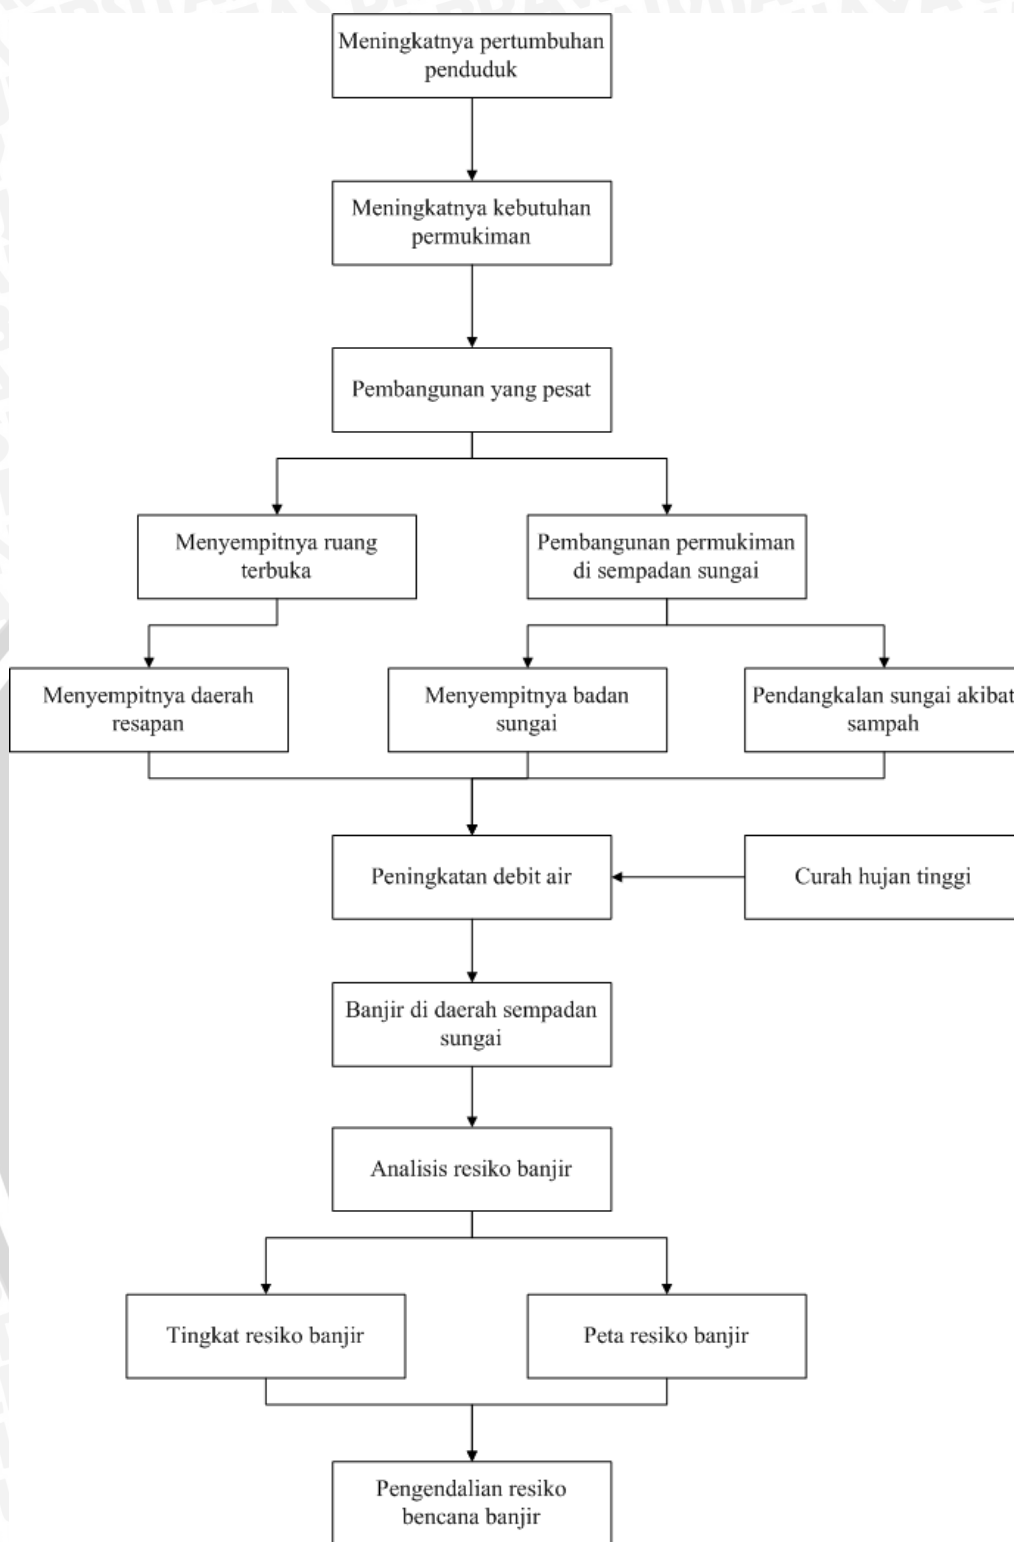 Meningkatnya pertumbuhan
penduduk
Meningkatnya kebutuhan
permukiman
Pembangunan yang pesat
Menyempitnya ruang
terbuka
Pembangunan permukiman
di sempadan sungai
Menyempitnya daerah
resapan
Menyempitnya badan
sungai
Pendangkalan sungai akibat
sampah
Peningkatan debit air
Curah hujan tinggi
Banjir di daerah sempadan
sungai
Analisis resiko banjir
Tingkat resiko banjir
Peta resiko banjir
Pengendalian resiko
bencana banjir